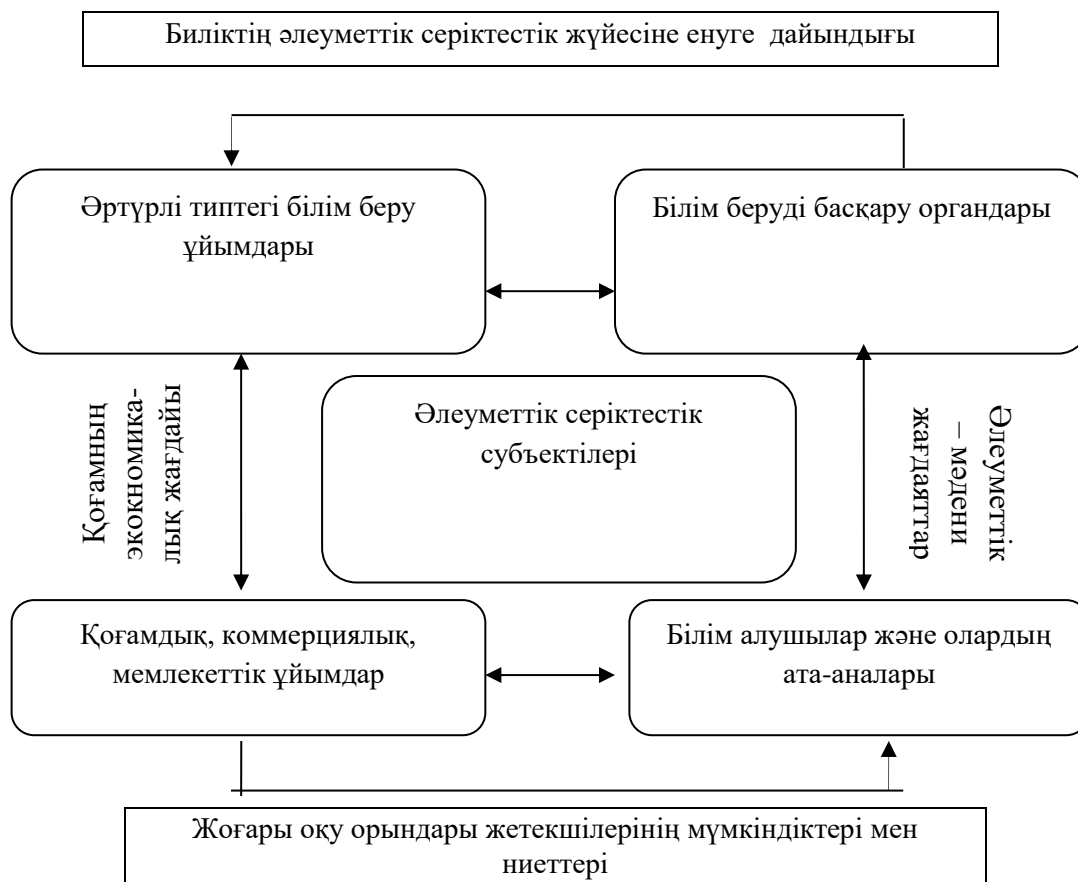 Биліктің әлеуметтік серіктестік жүйесіне енуге дайындығы
Әртүрлі типтегі білім беру
ұйымдары
Білім беруді басқару органдары
Қоғамның
экокномика-
лық жағдайы
Әлеуметтік серіктестік
субъектілері
Әлеуметтік
– мәдени
жағдаяттар
Қоғамдық, коммерциялық,
мемлекеттік ұйымдар
Білім алушылар және олардың
ата-аналары
Жоғары оқу орындары жетекшілерінің мүмкіндіктері мен
ниеттері